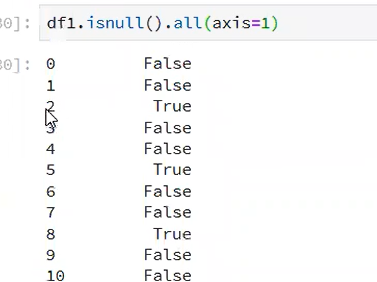 30]: df1.isnull().all(axis=1)
30]: 0 False
1 False
2 True
3 False
4 False
5 True
6 False
7 False
8 True
9 False
10 False